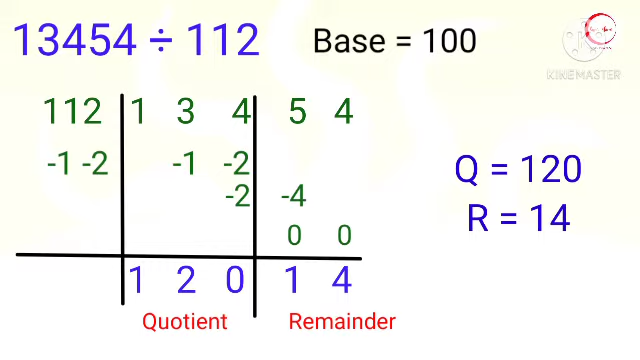 13454 ÷ 112 Base = 100
KINEMASTER
112 1 3 4 5 4
-1 -2 -1 -2
-2 -4
0 0
1 2 0 1 4
Quotient Remainder
Q = 120
R = 14